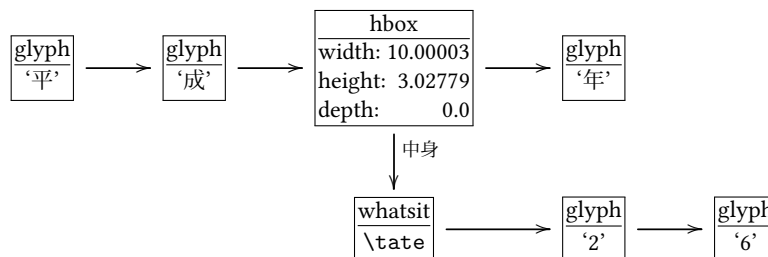 glyph
‘平’
glyph
‘成’
hbox
width: 10.00003
height: 3.02779
depth: 0.0
glyph
‘年’
中身
whatsit
\tate
glyph
‘2’
glyph
‘6’